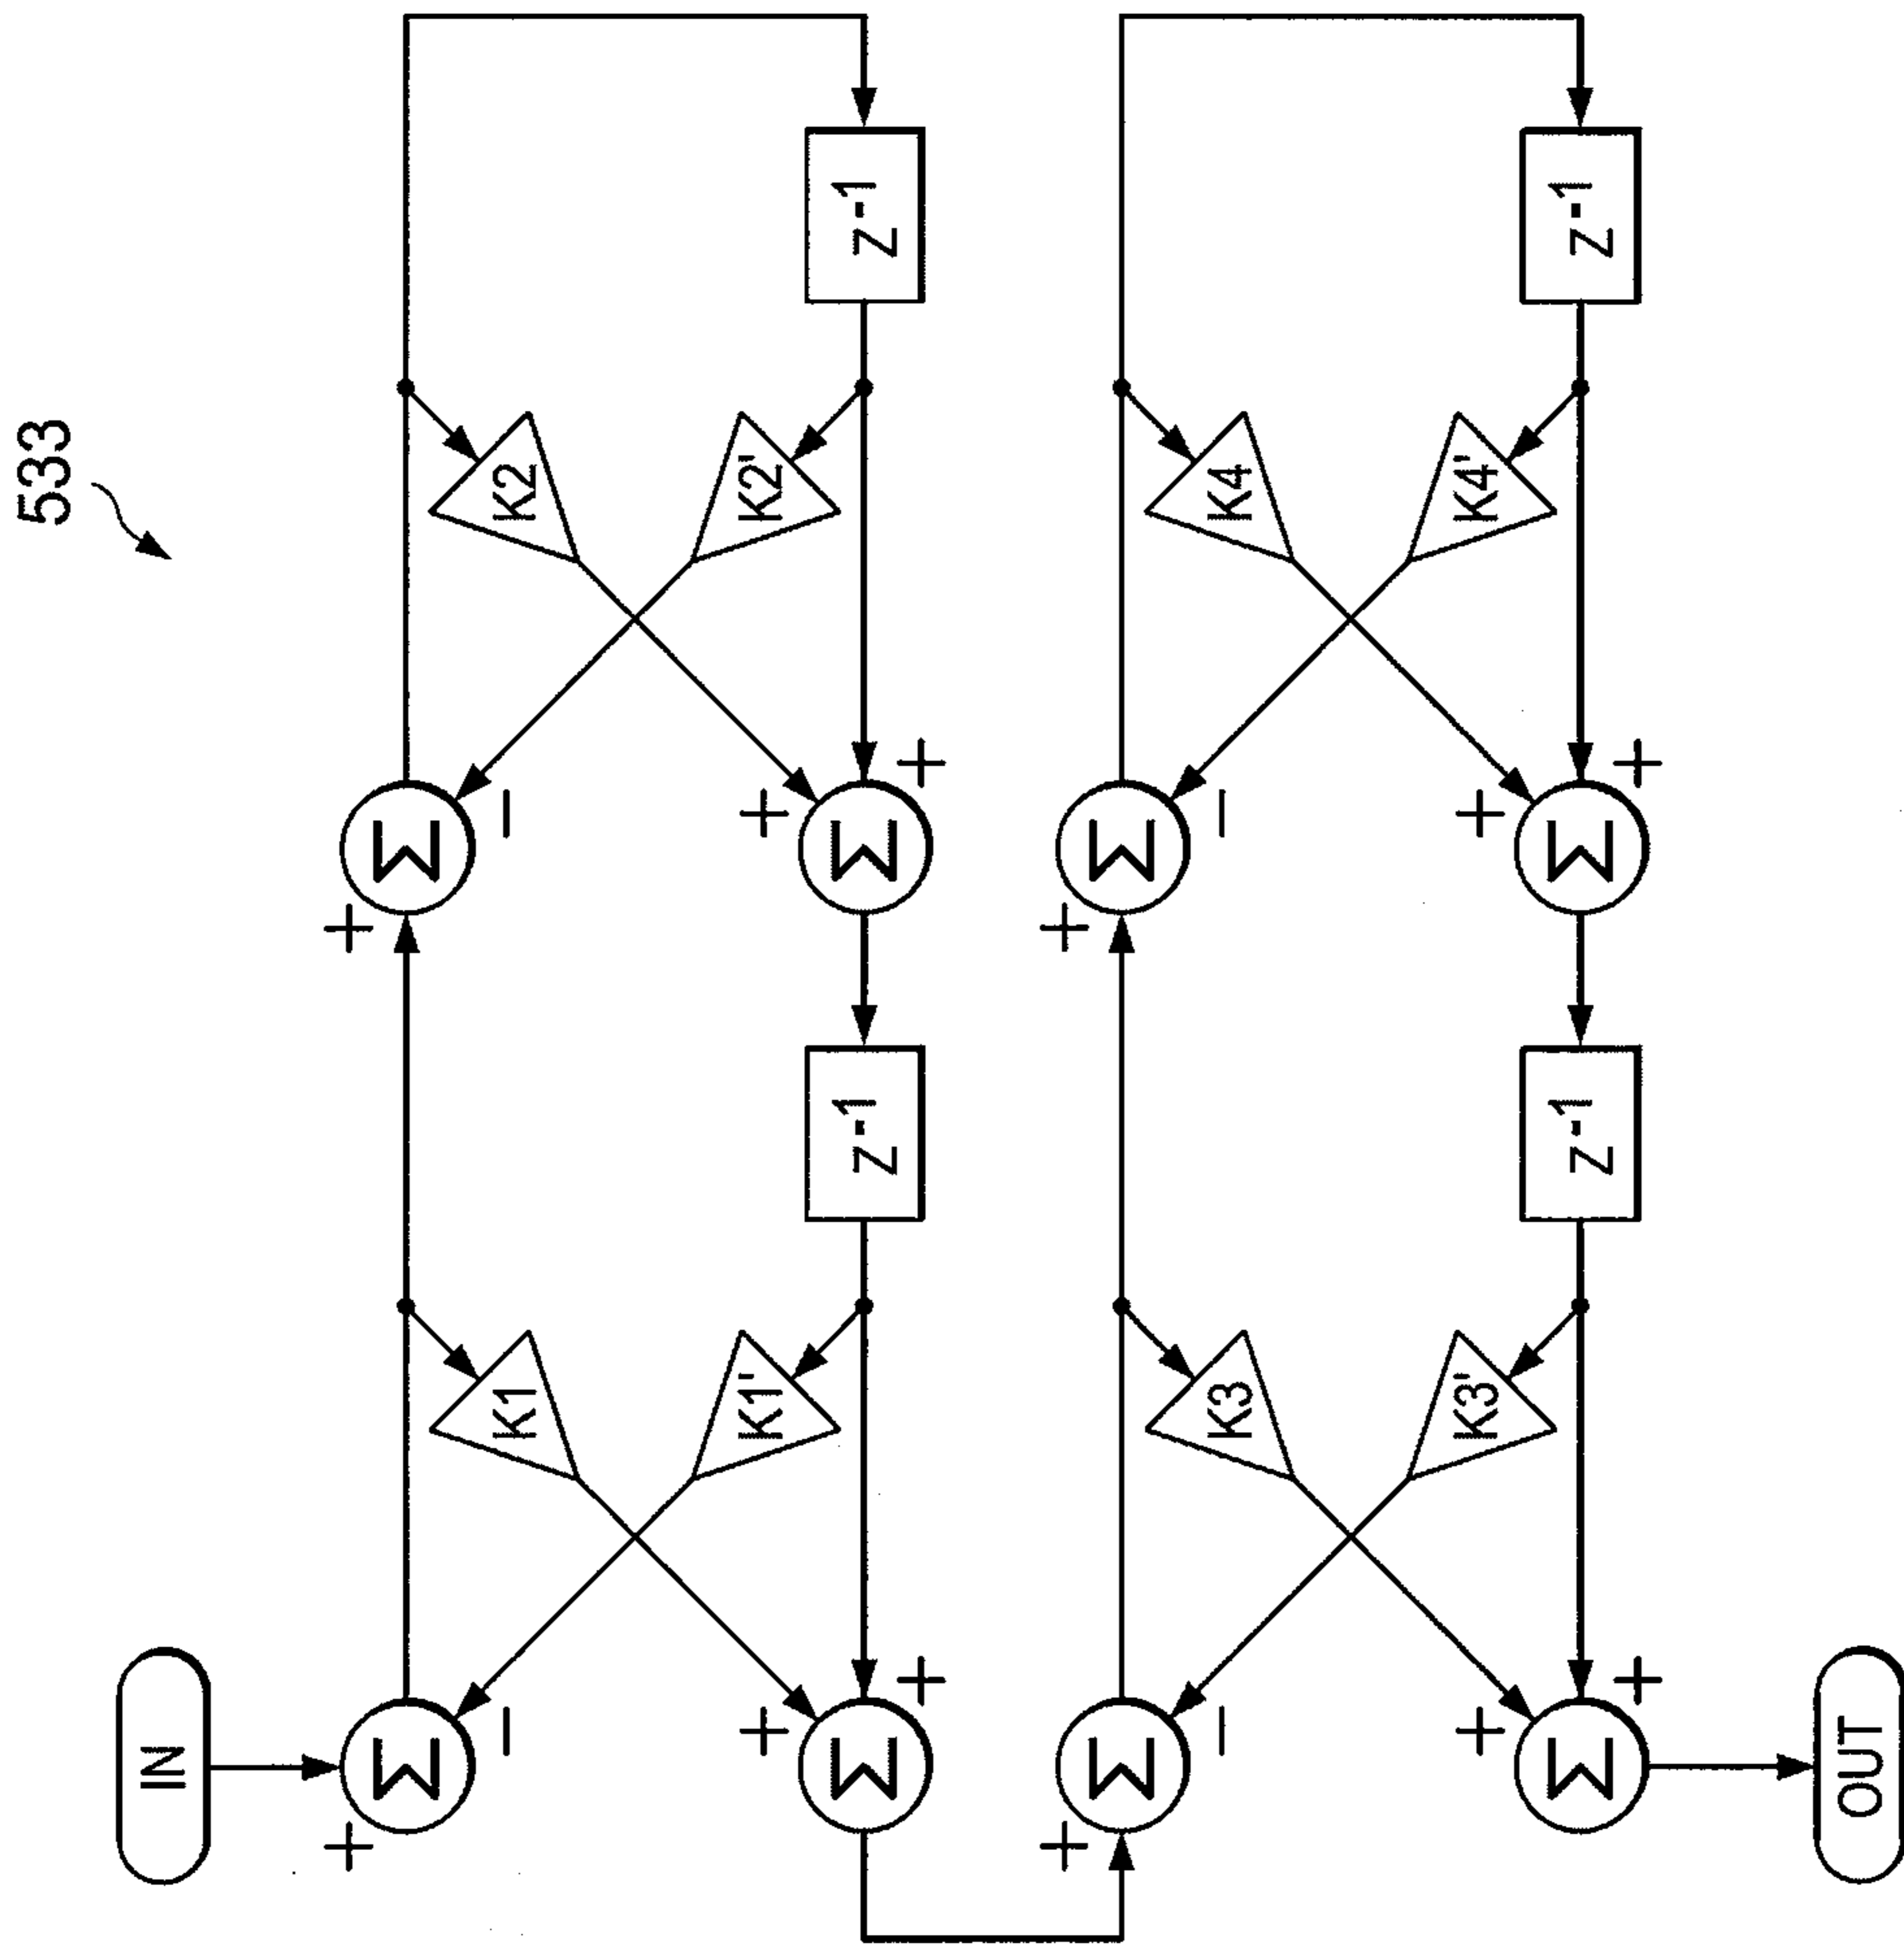 533
IN
+ +
Σ Σ
− K1 − K2
+ K1' + K2'
Σ Z-1 Σ Z-1
+ +
+ +
Σ Σ
− K3 − K4
+ K3' + K4'
Σ Z-1 Σ Z-1
+ +
OUT